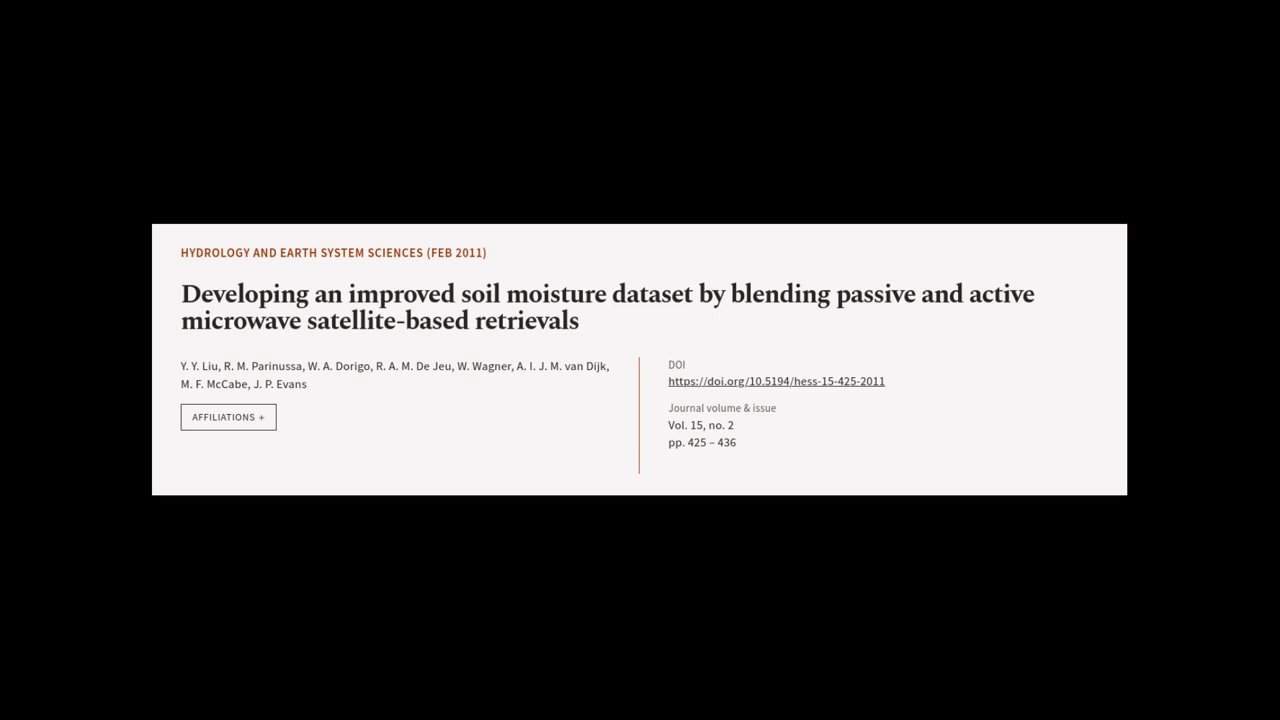 HYDROLOGY AND EARTH SYSTEM SCIENCES (FEB 2011)
Developing an improved soil moisture dataset by blending passive and active
microwave satellite-based retrievals
Y. Y. Liu, R. M. Parinussa, W. A. Dorigo, R. A. M. De Jeu, W. Wagner, A. I. J. M. van Dijk,
M. F. McCabe, J. P. Evans
AFFILIATIONS +
DOI
https://doi.org/10.5194/hess-15-425-2011
Journal volume & issue
Vol. 15, no. 2
pp. 425 – 436